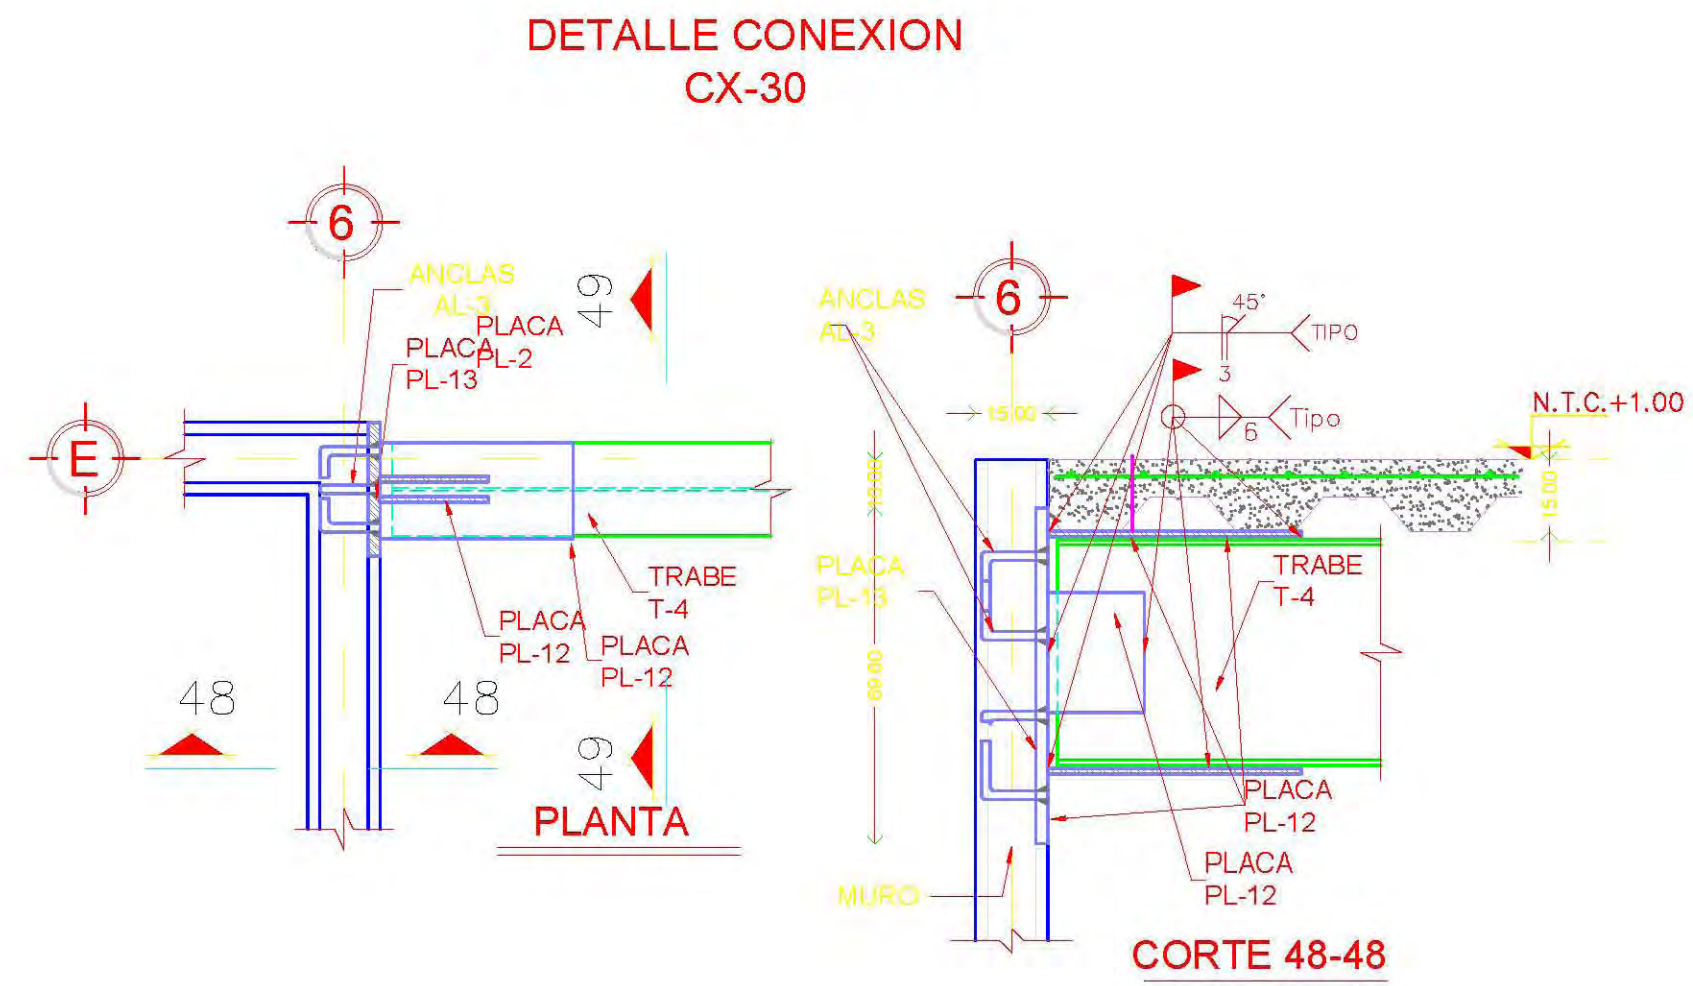 DETALLE CONEXION
CX-30
6
ANCLAS
AL-3
PLACA
PL-2
PLACA
PL-13
49
E
TRABE
T-4
PLACA
PL-12
PLACA
PL-12
48
48
49
PLANTA
ANCLAS
AL-3
6
45°
TIPO
3
15.00
6
Tipo
N.T.C.+1.00
10.00
15.00
PLACA
PL-13
TRABE
T-4
69.00
PLACA
PL-12
PLACA
PL-12
MURO
CORTE 48-48